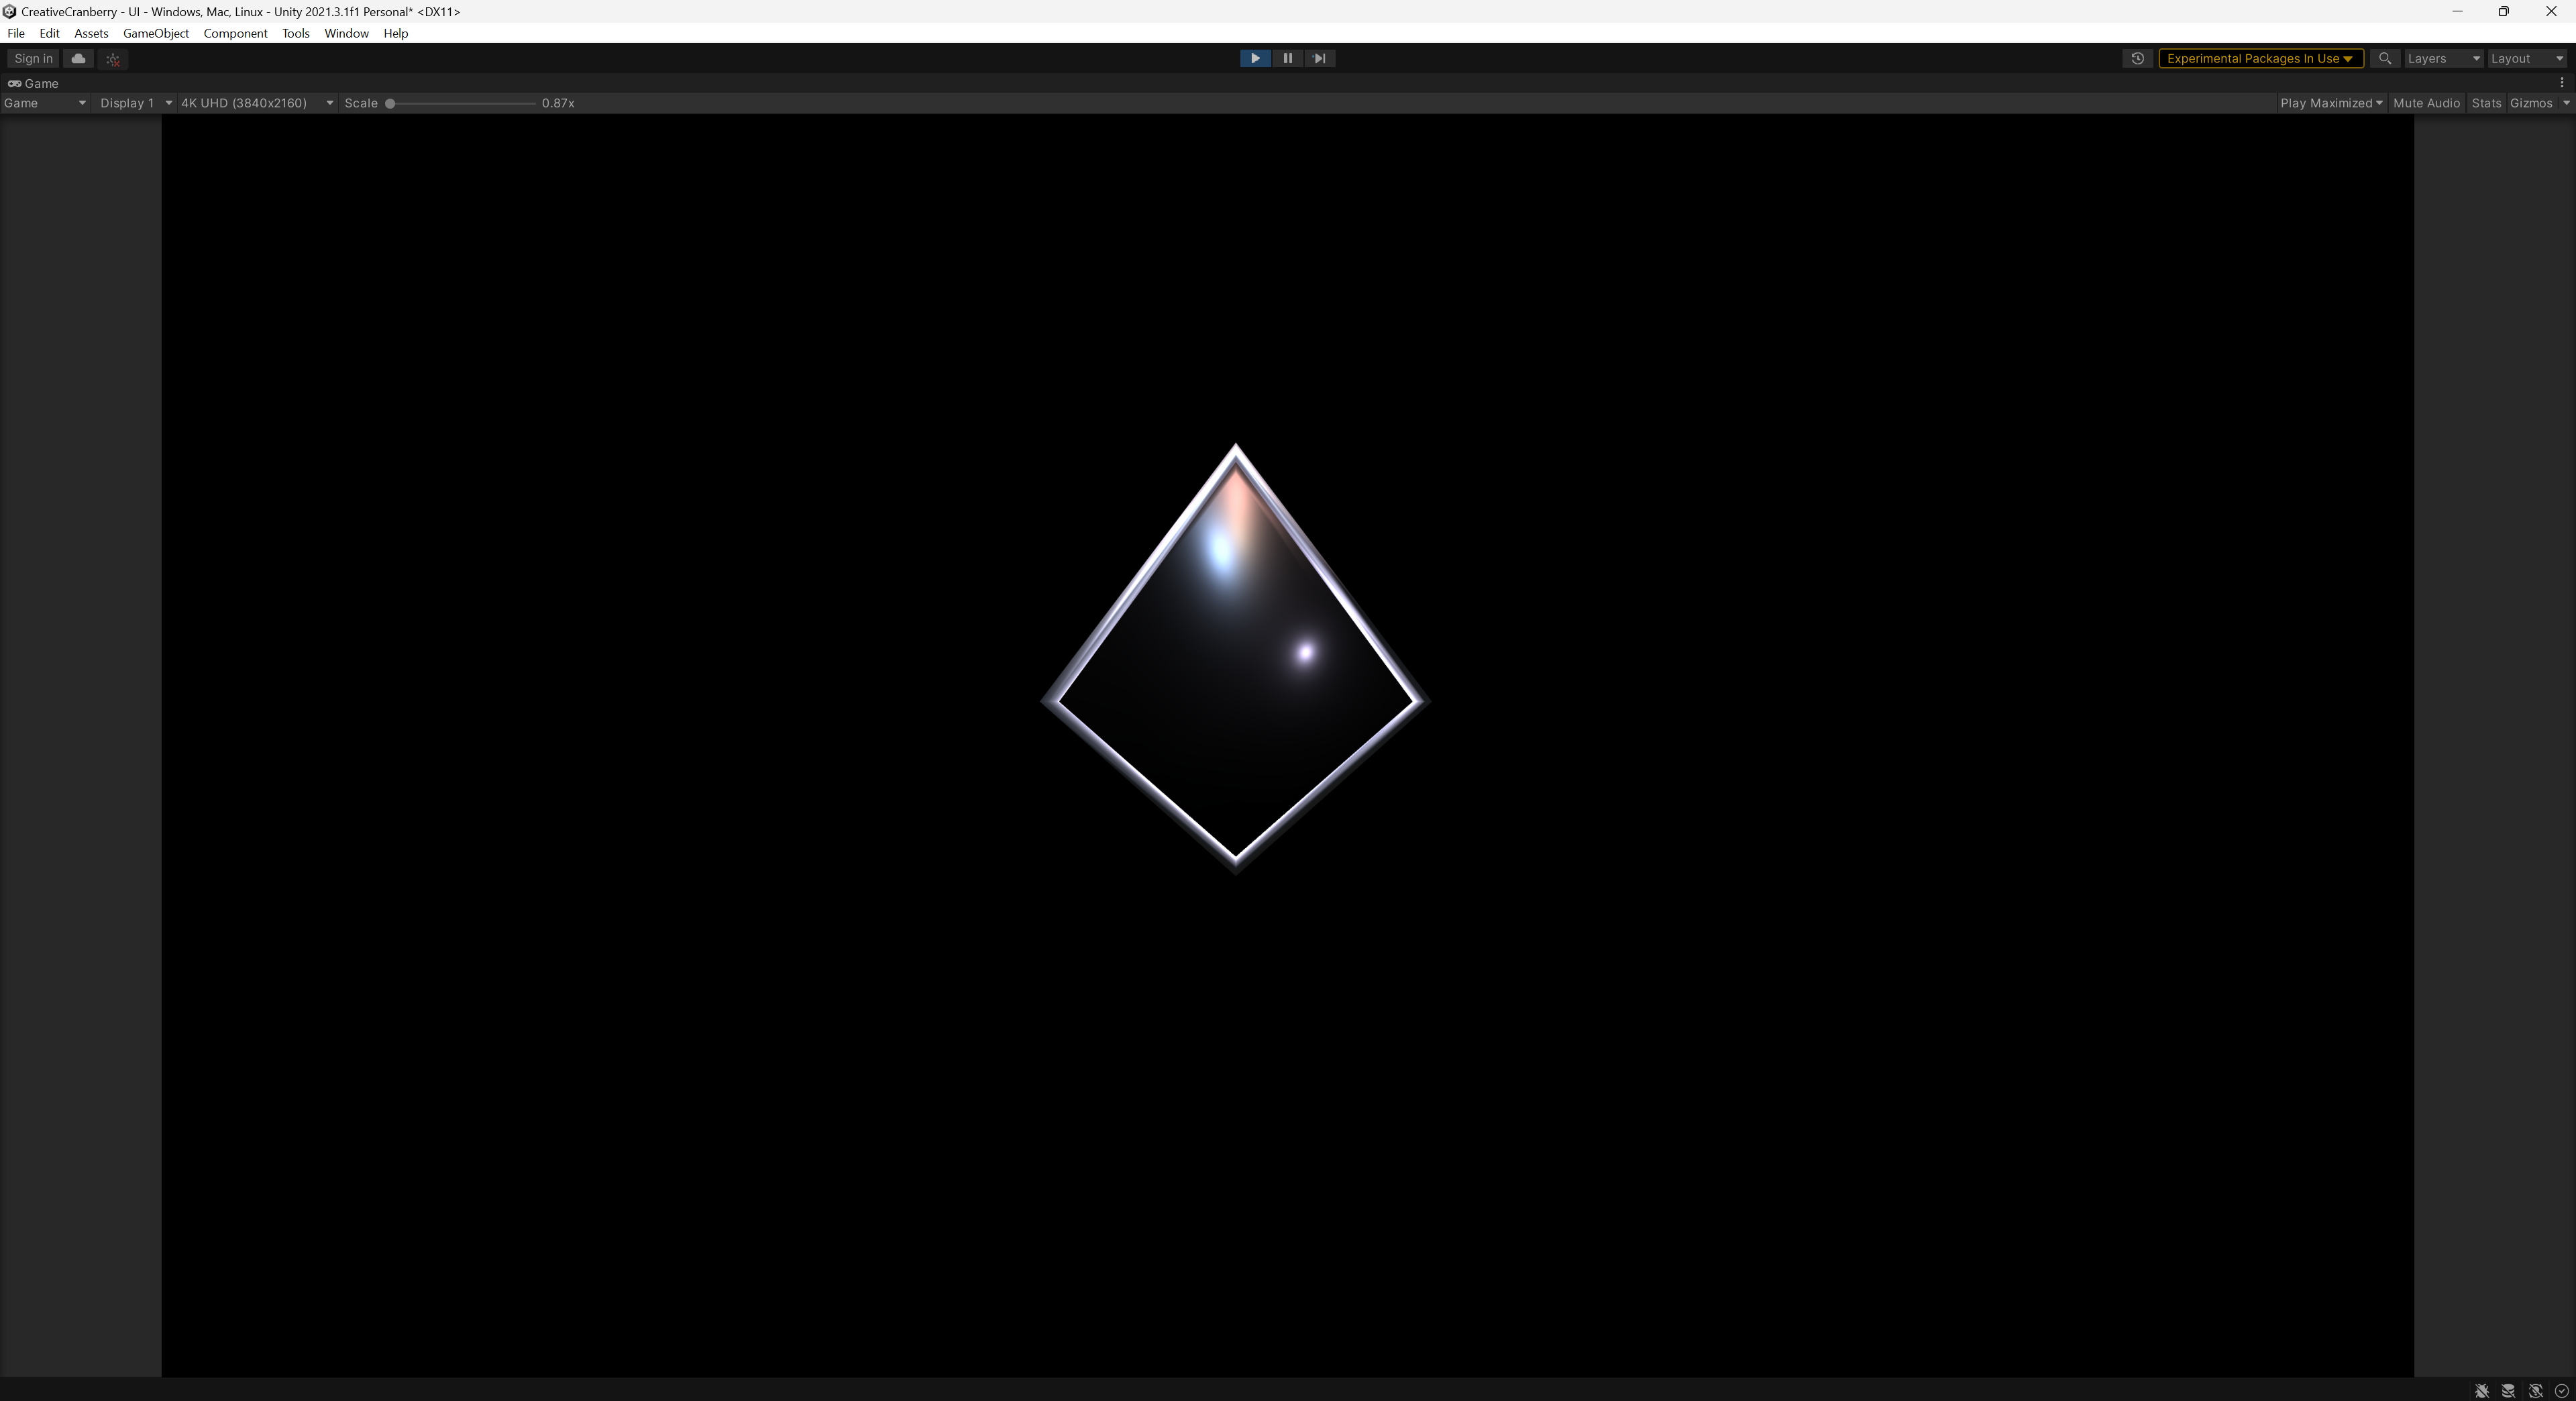 CreativeCranberry - UI - Windows, Mac, Linux - Unity 2021.3.1f1 Personal* <DX11>
File Edit Assets GameObject Component Tools Window Help
Sign in Experimental Packages In Use Layers Layout
Game
Game Display 1 4K UHD (3840x2160) Scale 0.87x Play Maximized Mute Audio Stats Gizmos